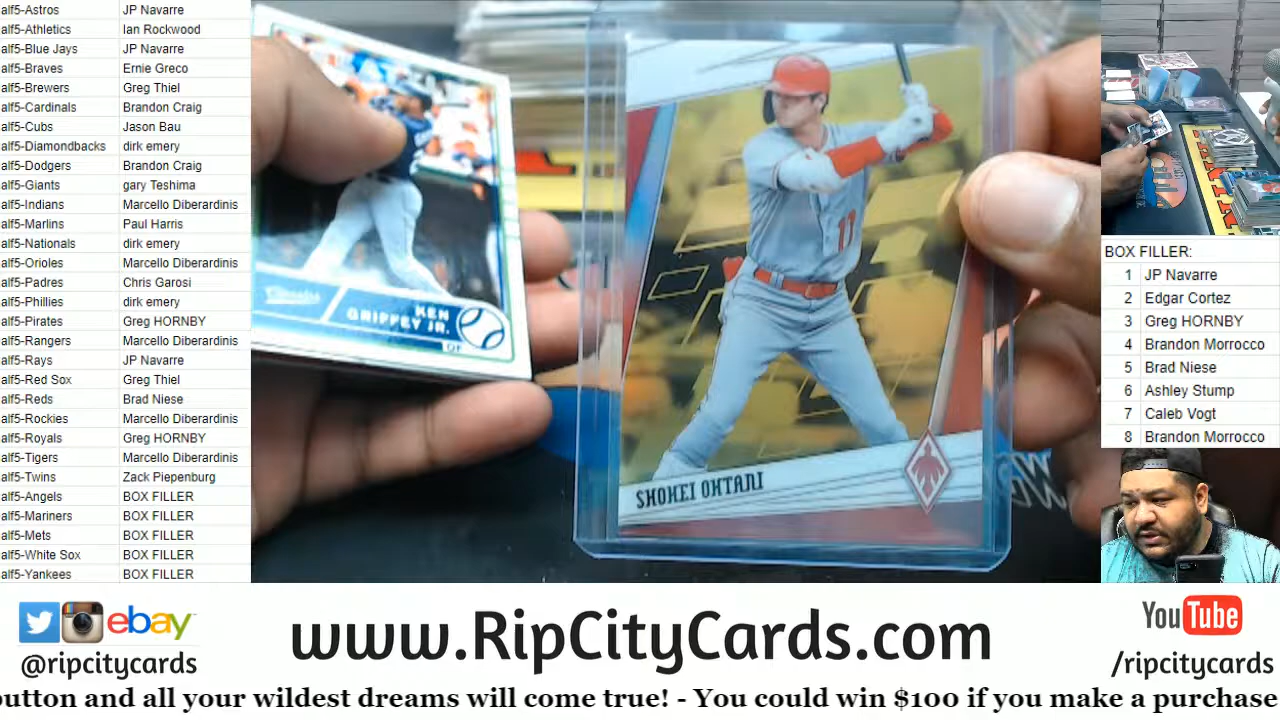 alf5-Astros JP Navarre
alf5-Athletics Ian Rockwood
alf5-Blue Jays JP Navarre
alf5-Braves Ernie Greco
alf5-Brewers Greg Thiel
alf5-Cardinals Brandon Craig
alf5-Cubs Jason Bau
alf5-Diamondbacks dirk emery
alf5-Dodgers Brandon Craig
alf5-Giants gary Teshima
alf5-Indians Marcello Diberardinis
alf5-Marlins Paul Harris
alf5-Nationals dirk emery
alf5-Orioles Marcello Diberardinis
alf5-Padres Chris Garosi
alf5-Phillies dirk emery
alf5-Pirates Greg HORNBY
alf5-Rangers Marcello Diberardinis
alf5-Rays JP Navarre
alf5-Red Sox Greg Thiel
alf5-Reds Brad Niese
alf5-Rockies Marcello Diberardinis
alf5-Royals Greg HORNBY
alf5-Tigers Marcello Diberardinis
alf5-Twins Zack Piepenburg
alf5-Angels BOX FILLER
alf5-Mariners BOX FILLER
alf5-Mets BOX FILLER
alf5-White Sox BOX FILLER
alf5-Yankees BOX FILLER
KEN
GRIFFEY JR.
OF
11
SHOHEI OHTANI
BOX FILLER:
1 JP Navarre
2 Edgar Cortez
3 Greg HORNBY
4 Brandon Morrocco
5 Brad Niese
6 Ashley Stump
7 Caleb Vogt
8 Brandon Morrocco
ebay
@ripcitycards
www.RipCityCards.com
YouTube
/ripcitycards
button and all your wildest dreams will come true! - You could win $100 if you make a purchase